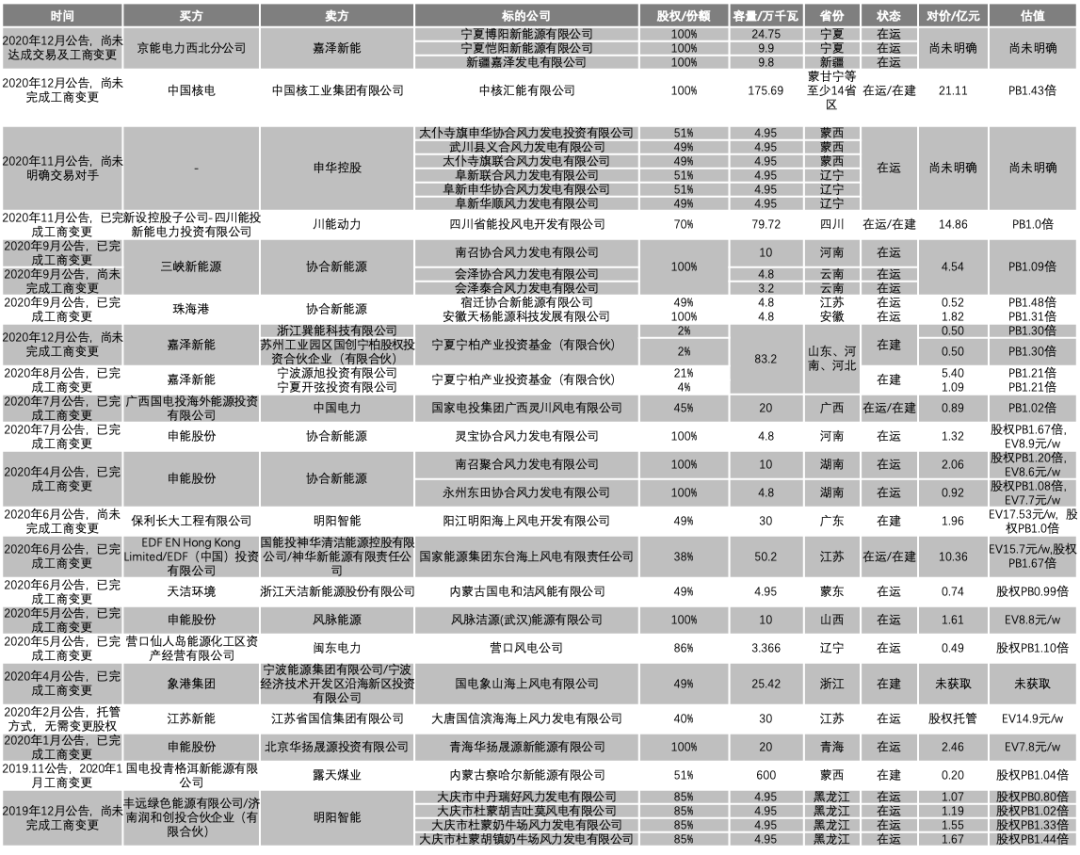 时间 买方 卖方 标的公司 股权/份额 容量/万千瓦 省份 状态 对价/亿元 估值
2020年12月公告，尚未
达成交易及工商变更
京能电力西北分公司
嘉泽新能
宁夏博阳新能源有限公司 100% 24.75 宁夏 在运
宁夏恺阳新能源有限公司 100% 9.9 宁夏 在运
新疆嘉泽发电有限公司 100% 9.8 新疆 在运
尚未明确 尚未明确
2020年12月公告，尚未
完成工商变更
中国核电 中国核工业集团有限公司 中核汇能有限公司 100% 175.69
蒙甘宁等
至少14省
区
在运/在建 21.11 PB1.43倍
2020年11月公告，尚未
明确交易对手
- 申华控股
太仆寺旗申华协合风力发电投资有限公司 51% 4.95 蒙西
武川县义合风力发电有限公司 49% 4.95 蒙西
太仆寺旗联合风力发电有限公司 49% 4.95 蒙西
阜新联合风力发电有限公司 51% 4.95 辽宁
阜新申华协合风力发电有限公司 51% 4.95 辽宁
阜新华顺风力发电有限公司 49% 4.95 辽宁
在运 尚未明确 尚未明确
2020年11月公告，已完
成工商变更
新设控股子公司-四川能投
新能电力投资有限公司
川能动力 四川省能投风电开发有限公司 70% 79.72 四川 在运/在建 14.86 PB1.0倍
2020年9月公告，已完
成工商变更
2020年9月公告，尚未
完成工商变更
三峡新能源 协合新能源
南召协合风力发电有限公司 10 河南 在运
会泽协合风力发电有限公司 4.8 云南 在运
会泽泰合风力发电有限公司 3.2 云南 在运
100% 4.54 PB1.09倍
2020年9月公告，已完
成工商变更
珠海港 协合新能源
宿迁协合新能源有限公司 49% 4.8 江苏 在运 0.52 PB1.48倍
安徽天杨能源科技发展有限公司 100% 4.8 安徽 在运 1.82 PB1.31倍
2020年12月公告，尚未
完成工商变更
嘉泽新能
浙江巽能科技有限公司 2% 0.50 PB1.30倍
苏州工业园区国创宁柏股权投
资合伙企业（有限合伙）
2% 0.50 PB1.30倍
宁夏宁柏产业投资基金（有限合伙）
在建
83.2
山东、河
南、河北
2020年8月公告，已完
成工商变更
嘉泽新能
宁波源旭投资有限公司 21% 5.40 PB1.21倍
宁夏开弦投资有限公司 4% 1.09 PB1.21倍
宁夏宁柏产业投资基金（有限合伙）
在建
2020年7月公告，已完
成工商变更
广西国电投海外能源投资
有限公司
中国电力 国家电投集团广西灵川风电有限公司 45% 20 广西 在运/在建 0.89 PB1.02倍
2020年7月公告，已完
成工商变更
申能股份 协合新能源 灵宝协合风力发电有限公司 100% 4.8 河南 在运 1.32
股权PB1.67倍，
EV8.9元/w
2020年4月公告，已完
成工商变更
申能股份 协合新能源
南召聚合风力发电有限公司 100% 10 湖南 在运 2.06
股权PB1.20倍，
EV8.6元/w
永州东田协合风力发电有限公司 100% 4.8 湖南 在运 0.92
股权PB1.08倍，
EV7.7元/w
2020年6月公告，尚未
完成工商变更
保利长大工程有限公司 明阳智能 阳江明阳海上风电开发有限公司 49% 30 广东 在建 1.96
EV17.53元/w，股
权PB1.0倍
2020年6月公告，已完
成工商变更
EDF EN Hong Kong
Limited/EDF（中国）投资
有限公司
国能投神华清洁能源控股有限
公司/神华新能源有限责任公
司
国家能源集团东台海上风电有限责任公司 38% 50.2 江苏 在运/在建 10.36
EV15.7元/w,股权
PB1.67倍
2020年6月公告，已完
成工商变更
天洁环境 浙江天洁新能源股份有限公司 内蒙古国电和洁风能有限公司 49% 4.95 蒙东 在运 0.74 股权PB0.99倍
2020年5月公告，已完
成工商变更
申能股份 风脉能源 风脉洁源(武汉)能源有限公司 100% 10 山西 在运 1.61 EV8.8元/w
2020年5月公告，已完
成工商变更
营口仙人岛能源化工区资
产经营有限公司
闽东电力 营口风电公司 86% 3.366 辽宁 在运 0.49 股权PB1.10倍
2020年4月公告，已完
成工商变更
象港集团
宁波能源集团有限公司/宁波
经济技术开发区沿海新区投资
有限公司
国电象山海上风电有限公司 49% 25.42 浙江 在建 未获取 未获取
2020年2月公告，托管
方式，无需变更股权
江苏新能 江苏省国信集团有限公司 大唐国信滨海海上风力发电有限公司 40% 30 江苏 在运 股权托管 EV14.9元/w
2020年1月公告，已完
成工商变更
申能股份 北京华扬晟源投资有限公司 青海华扬晟源新能源有限公司 100% 20 青海 在运 2.46 EV7.8元/w
2019.11公告，2020年1
月工商变更
国电投青格洱新能源有限
公司
露天煤业 内蒙古察哈尔新能源有限公司 51% 600 蒙西 在建 0.20 股权PB1.04倍
2019年12月公告，尚未
完成工商变更
丰远绿色能源有限公司/济
南润和创投合伙企业（有
限合伙）
明阳智能
大庆市中丹瑞好风力发电有限公司 85% 4.95 黑龙江 在运 1.07 股权PB0.80倍
大庆市杜蒙胡吉吐莫风电有限公司 85% 4.95 黑龙江 在运 1.19 股权PB1.02倍
大庆市杜蒙奶牛场风力发电有限公司 85% 4.95 黑龙江 在运 1.55 股权PB1.33倍
大庆市杜蒙胡镇奶牛场风力发电有限公司 85% 4.95 黑龙江 在运 1.67 股权PB1.44倍